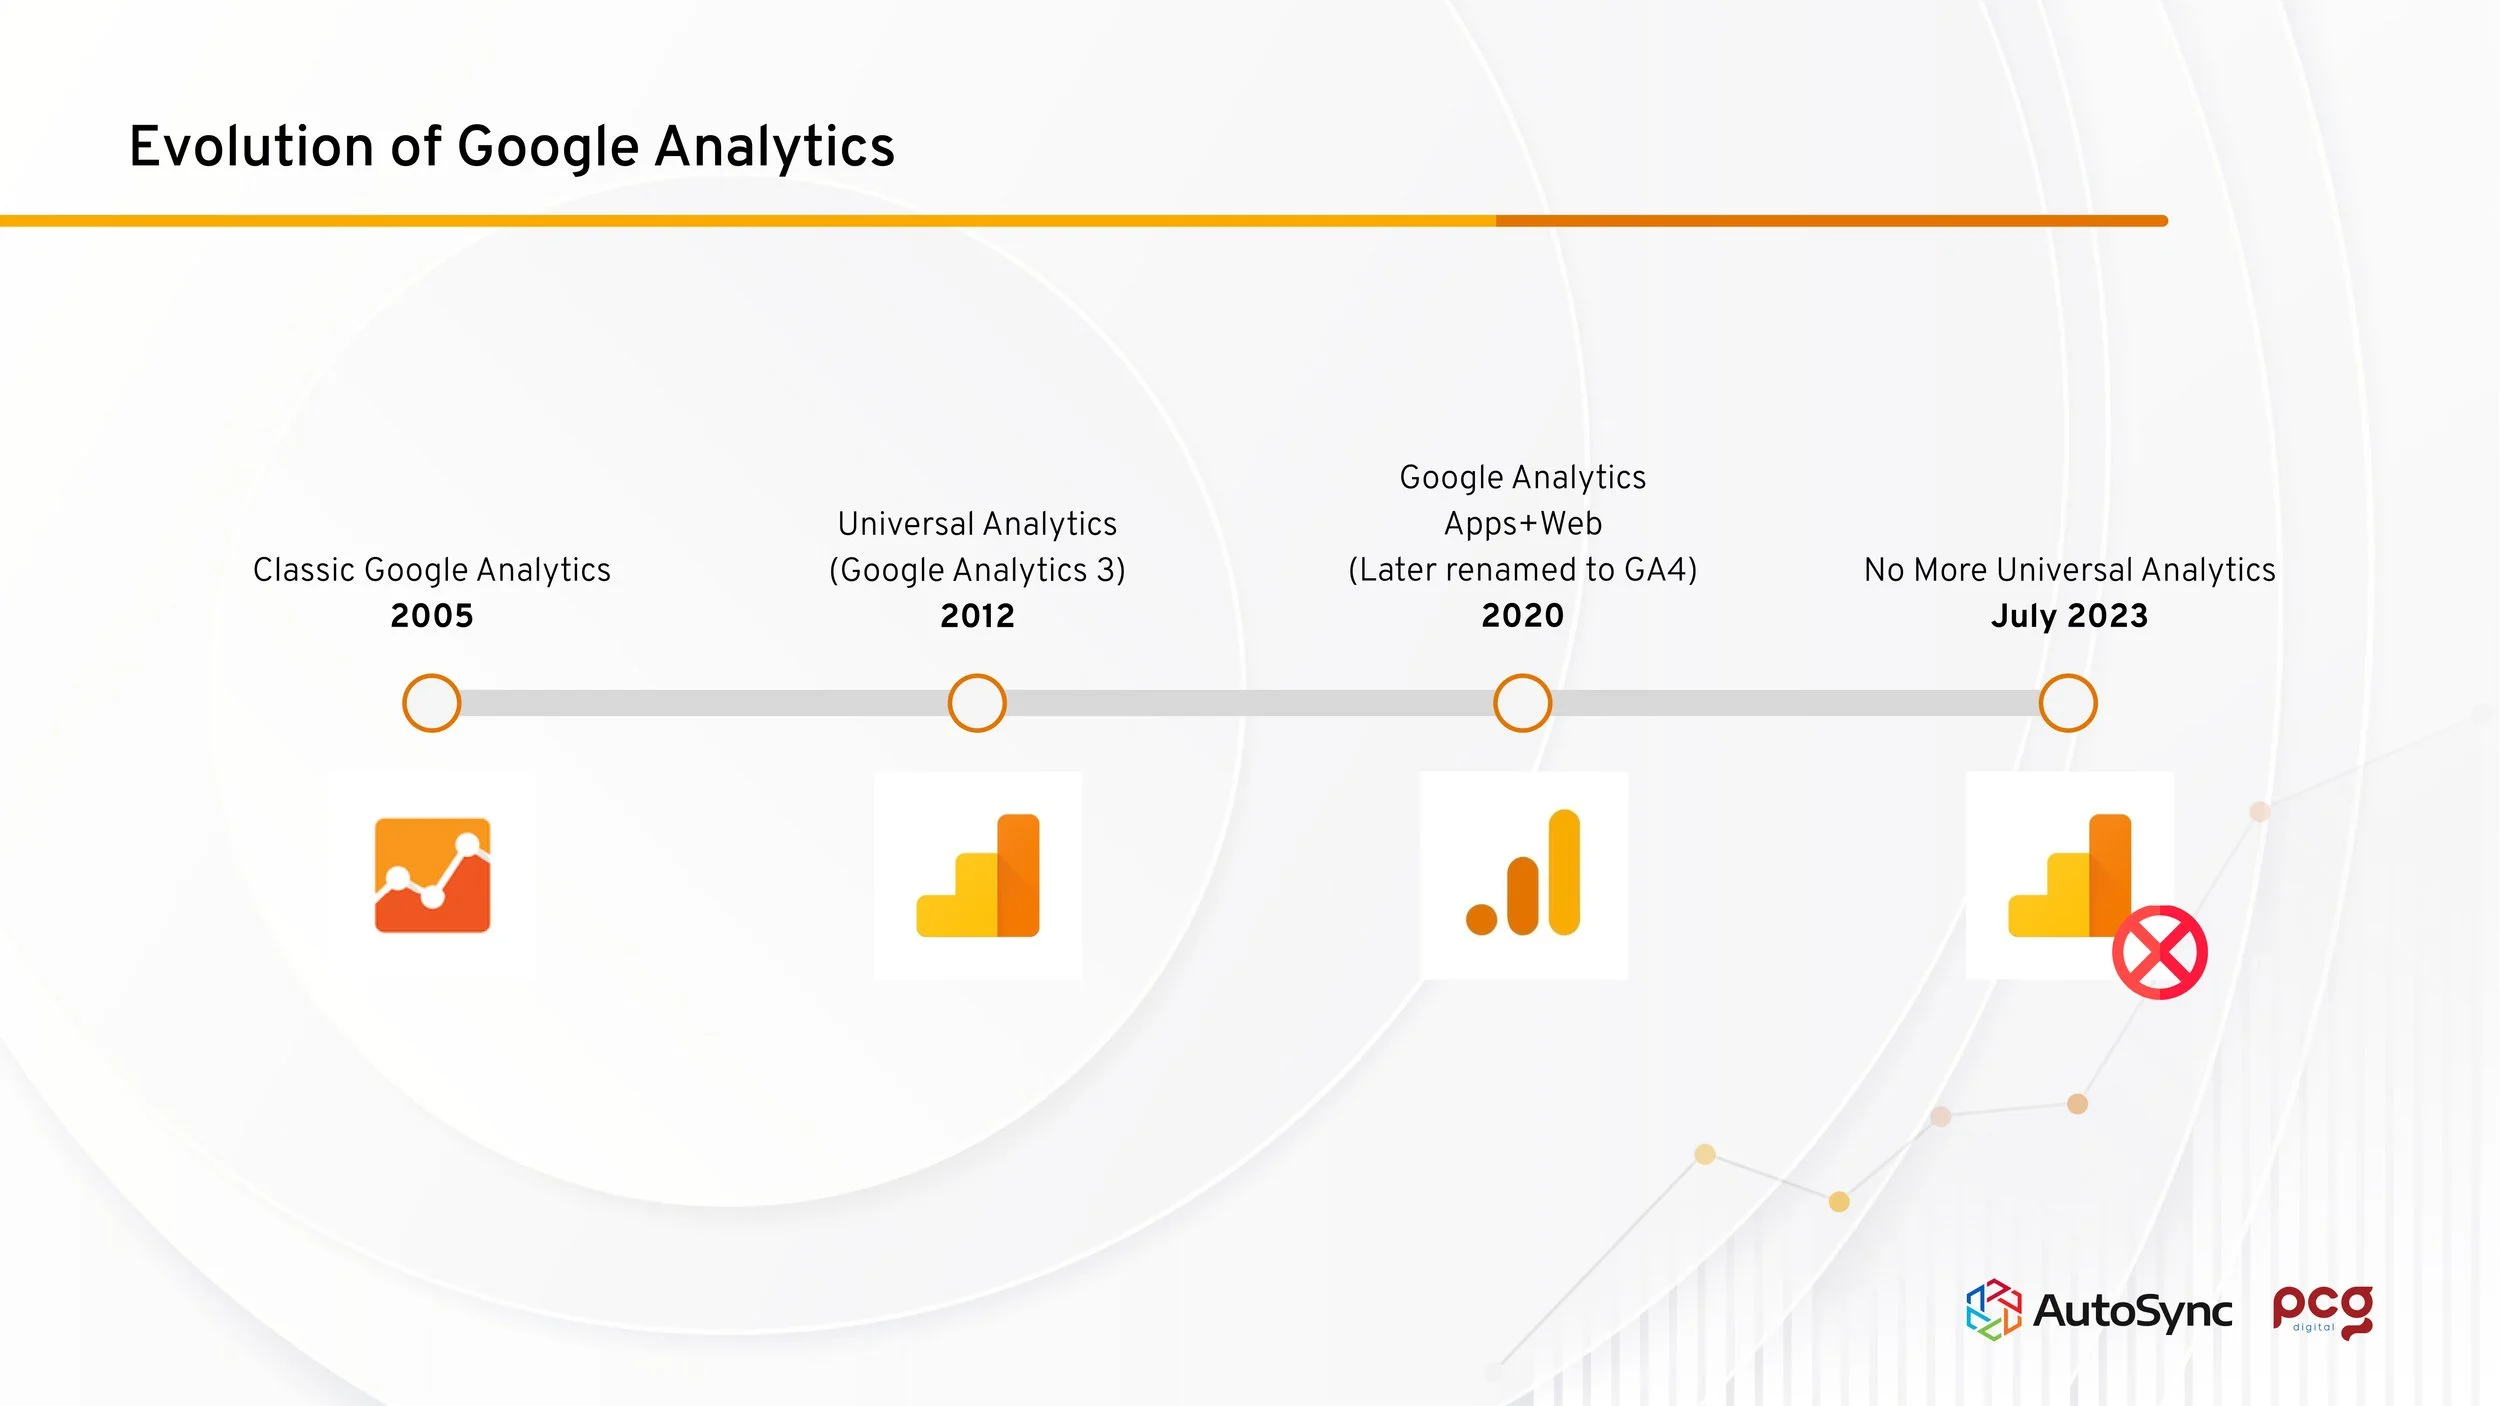 Evolution of Google Analytics
Classic Google Analytics
2005
Universal Analytics
(Google Analytics 3)
2012
Google Analytics
Apps+Web
(Later renamed to GA4)
2020
No More Universal Analytics
July 2023
AutoSync
pcg
digital